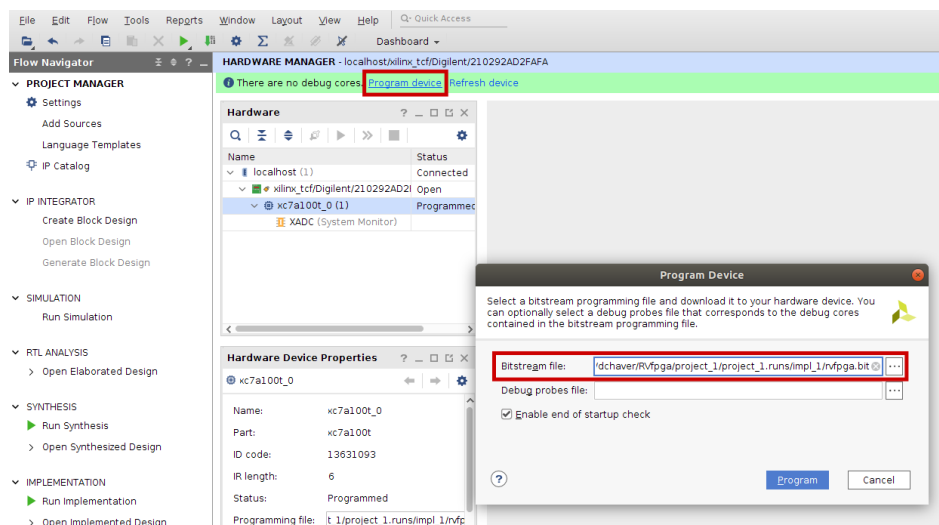 File Edit Flow Tools Reports Window Layout View Help Q- Quick Access
Dashboard
Flow Navigator
PROJECT MANAGER
Settings
Add Sources
Language Templates
IP Catalog
IP INTEGRATOR
Create Block Design
Open Block Design
Generate Block Design
SIMULATION
Run Simulation
RTL ANALYSIS
Open Elaborated Design
SYNTHESIS
Run Synthesis
Open Synthesized Design
IMPLEMENTATION
Run Implementation
Open Implemented Design
HARDWARE MANAGER - localhost/xilinx_tcf/Digilent/210292AD2FAFA
There are no debug cores. Program device Refresh device
Hardware
Name Status
localhost (1) Connected
xilinx_tcf/Digilent/210292AD2 Open
xc7a100t_0 (1) Programmed
XADC (System Monitor)
Hardware Device Properties
xc7a100t_0
Name: xc7a100t_0
Part: xc7a100t
ID code: 13631093
IR length: 6
Status: Programmed
Programming file: t_1/project_1.runs/impl_1/rvfp
Program Device
Select a bitstream programming file and download it to your hardware device. You
can optionally select a debug probes file that corresponds to the debug cores
contained in the bitstream programming file.
Bitstream file: /dchaver/RVfpga/project_1/project_1.runs/impl_1/rvfpga.bit
Debug probes file:
Enable end of startup check
Program Cancel